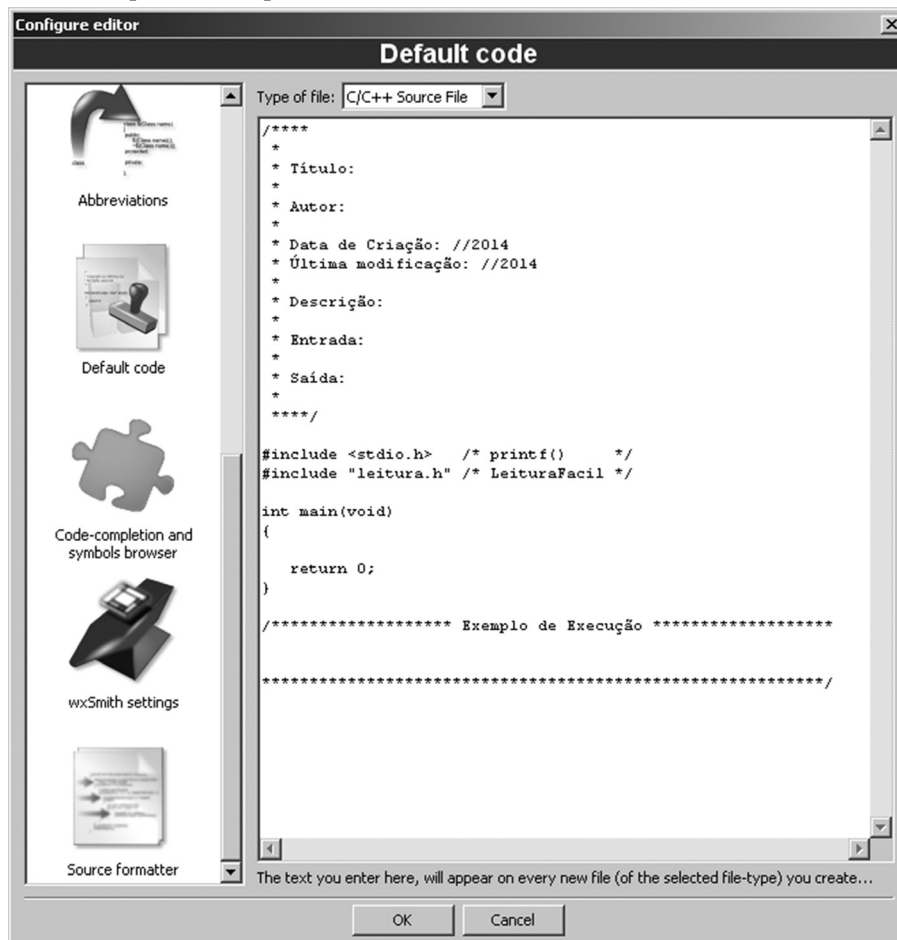 Configure editor
Default code
Abbreviations
Default code
Code-completion and
symbols browser
wxSmith settings
Source formatter
Type of file: C/C++ Source File
/****
 *
 * Título:
 *
 * Autor:
 *
 * Data de Criação: //2014
 * Última modificação: //2014
 *
 * Descrição:
 *
 * Entrada:
 *
 * Saída:
 *
 ****/
#include <stdio.h>   /* printf()    */
#include "leitura.h" /* LeituraFacil */
int main(void)
{
   return 0;
}
/******************* Exemplo de Execução *******************
***********************************************************/
The text you enter here, will appear on every new file (of the selected file-type) you create...
OK
Cancel